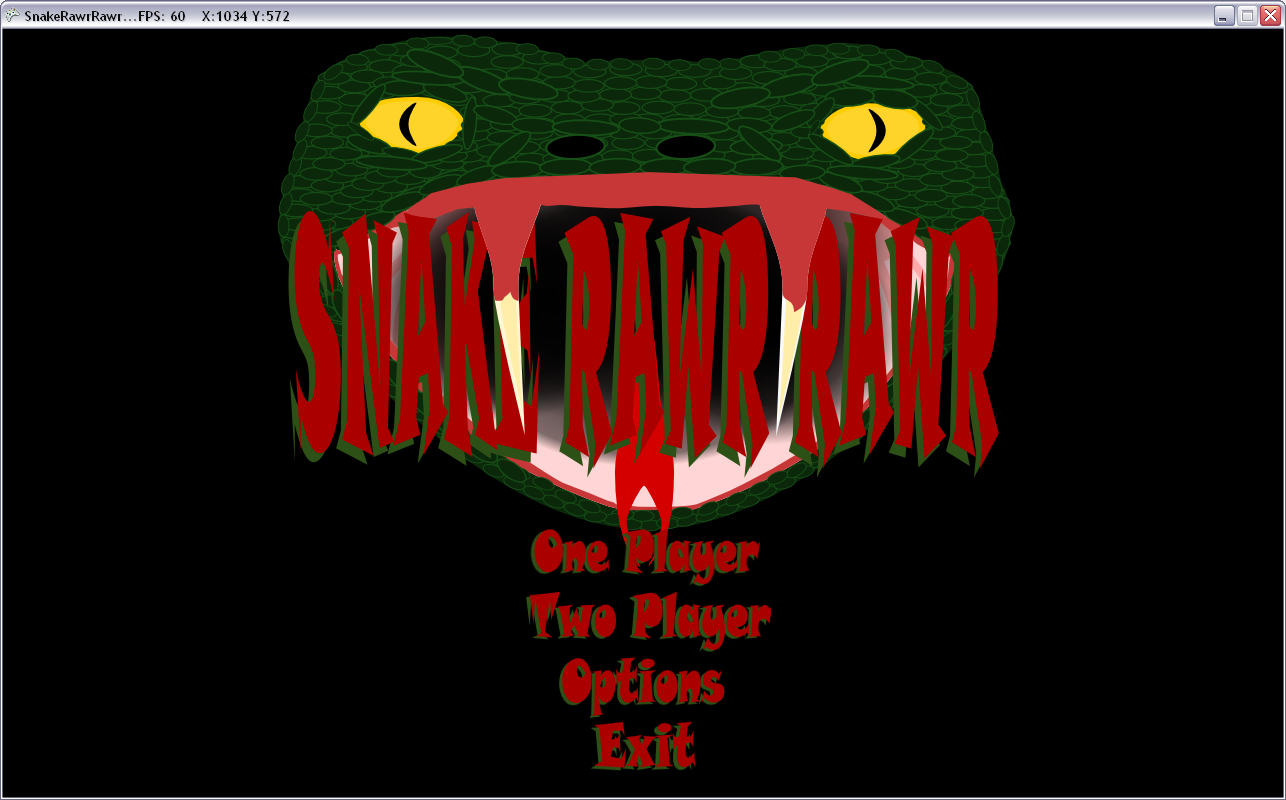 SnakeRawrRawr...FPS: 60 X:1034 Y:572
SNAKE RAWR RAWR
One Player
Two Player
Options
Exit